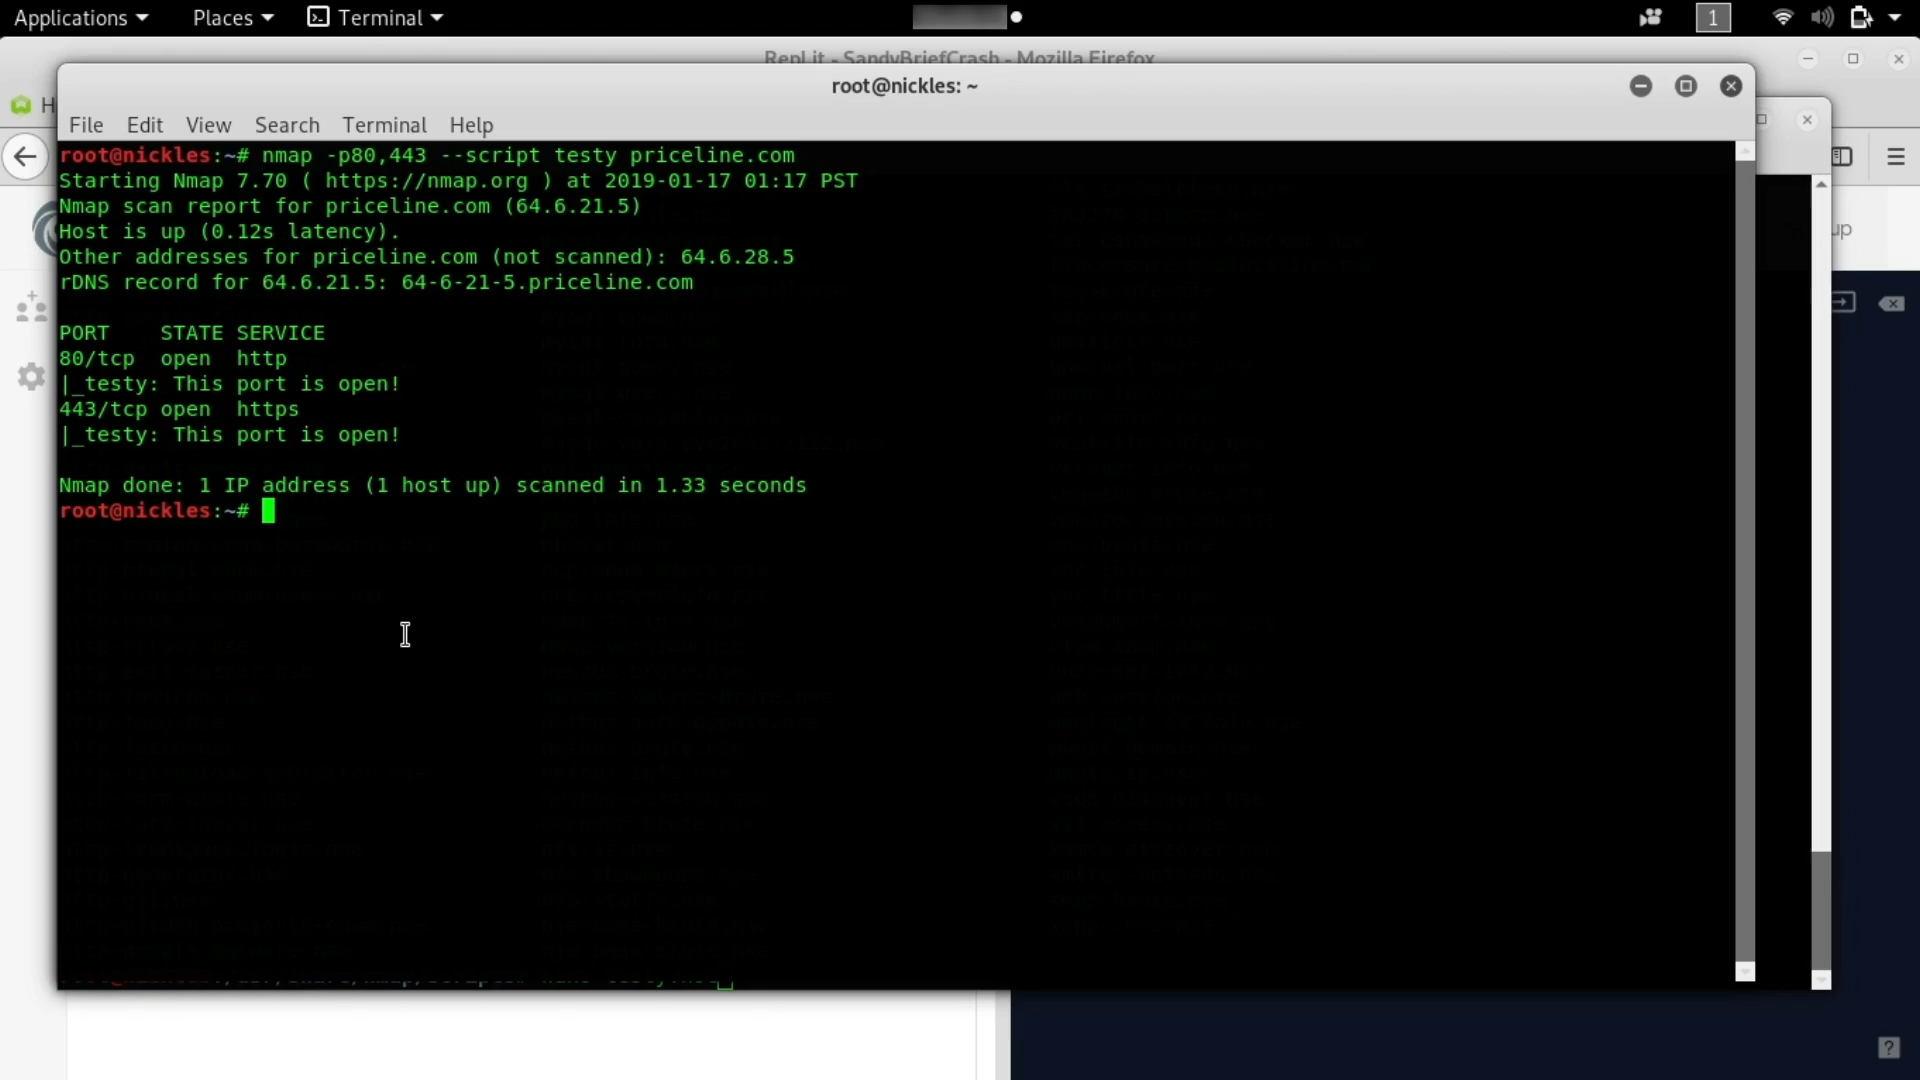 Applications Places Terminal 1
Repl.it - SandyBriefCrash - Mozilla Firefox
root@nickles: ~
H
File Edit View Search Terminal Help
root@nickles:~# nmap -p80,443 --script testy priceline.com
Starting Nmap 7.70 ( https://nmap.org ) at 2019-01-17 01:17 PST
Nmap scan report for priceline.com (64.6.21.5)
Host is up (0.12s latency).
Other addresses for priceline.com (not scanned): 64.6.28.5
rDNS record for 64.6.21.5: 64-6-21-5.priceline.com
PORT STATE SERVICE
80/tcp open http
|_testy: This port is open!
443/tcp open https
|_testy: This port is open!
Nmap done: 1 IP address (1 host up) scanned in 1.33 seconds
root@nickles:~#
up
?